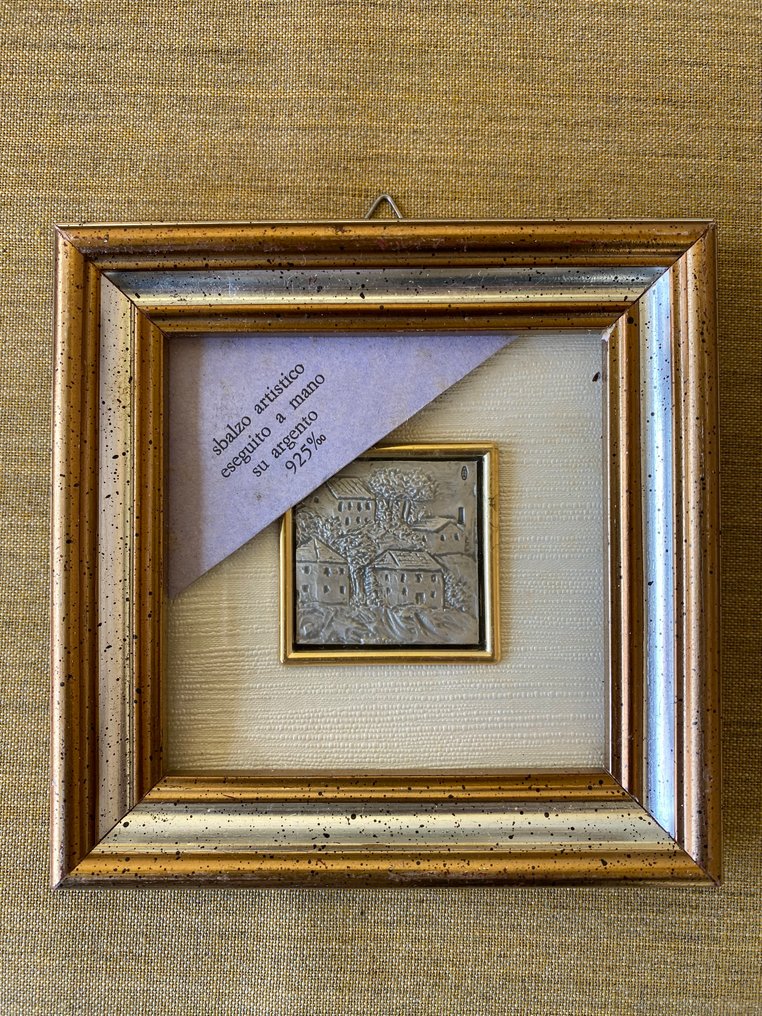 sbalzo artistico
eseguito a mano
su argento
925‰